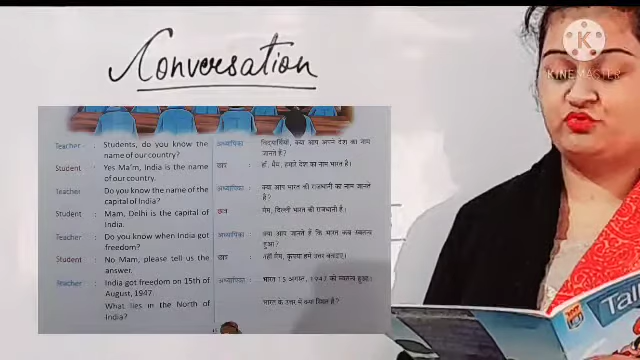 Conversation
Teacher : Students, do you know the
name of our country?
अध्यापिका : विद्यार्थियों, क्या आप अपने देश का नाम
जानते हैं?
Student : Yes Ma'm, India is the name
of our country.
छात्र : हाँ, मैम, हमारे देश का नाम भारत है।
Teacher : Do you know the name of the
capital of India?
अध्यापिका : क्या आप भारत की राजधानी का नाम जानते
हैं?
Student : Mam, Delhi is the capital of
India.
छात्र : मैम, दिल्ली भारत की राजधानी है।
Teacher : Do you know when India got
freedom?
अध्यापिका : क्या आप जानते हैं कि भारत कब स्वतन्त्र
हुआ?
Student : No Mam, please tell us the
answer.
छात्र : नहीं मैम, कृप्या हमें उत्तर बताइए।
Teacher : India got freedom on 15th of
August, 1947.
अध्यापिका : भारत 15 अगस्त, 1947 को स्वतन्त्र हुआ।
What lies in the North of
India?
भारत के उत्तर में क्या स्थित है?
KINEMASTER
Tal